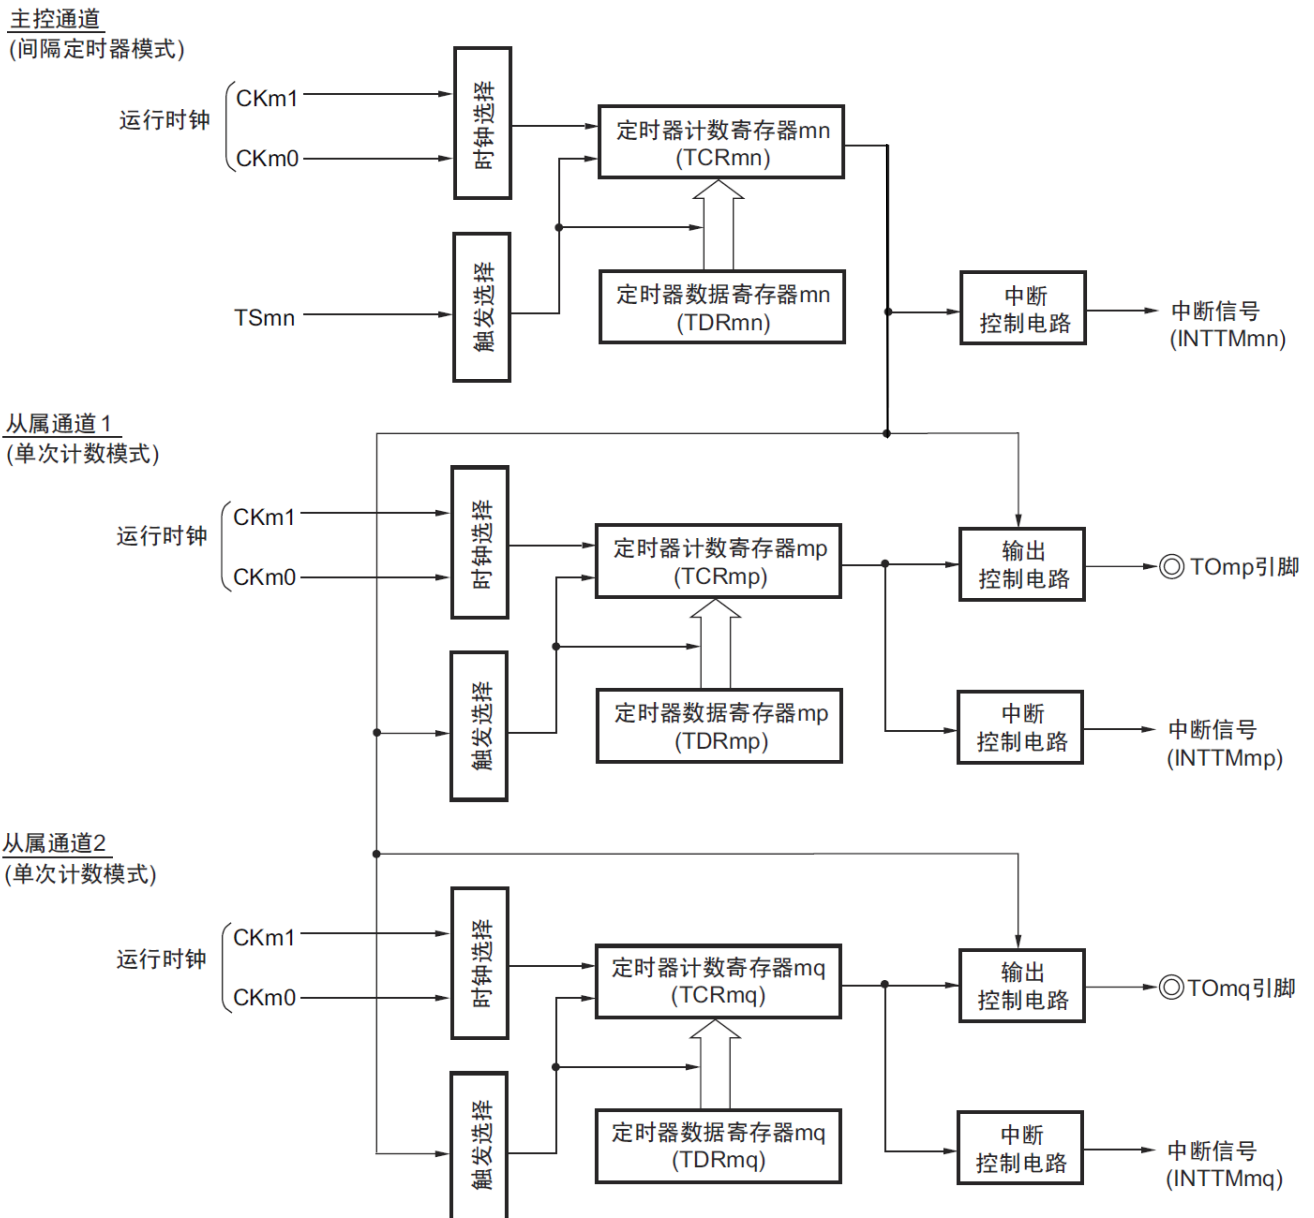 主控通道
(间隔定时器模式)
运行时钟
CKm1
CKm0
时钟选择
定时器计数寄存器mn
(TCRmn)
TSmn
触发选择
定时器数据寄存器mn
(TDRmn)
中断
控制电路
中断信号
(INTTMmn)
从属通道1
(单次计数模式)
运行时钟
CKm1
CKm0
时钟选择
定时器计数寄存器mp
(TCRmp)
输出
控制电路
TOmp引脚
触发选择
定时器数据寄存器mp
(TDRmp)
中断
控制电路
中断信号
(INTTMmp)
从属通道2
(单次计数模式)
运行时钟
CKm1
CKm0
时钟选择
定时器计数寄存器mq
(TCRmq)
输出
控制电路
TOmq引脚
触发选择
定时器数据寄存器mq
(TDRmq)
中断
控制电路
中断信号
(INTTMmq)